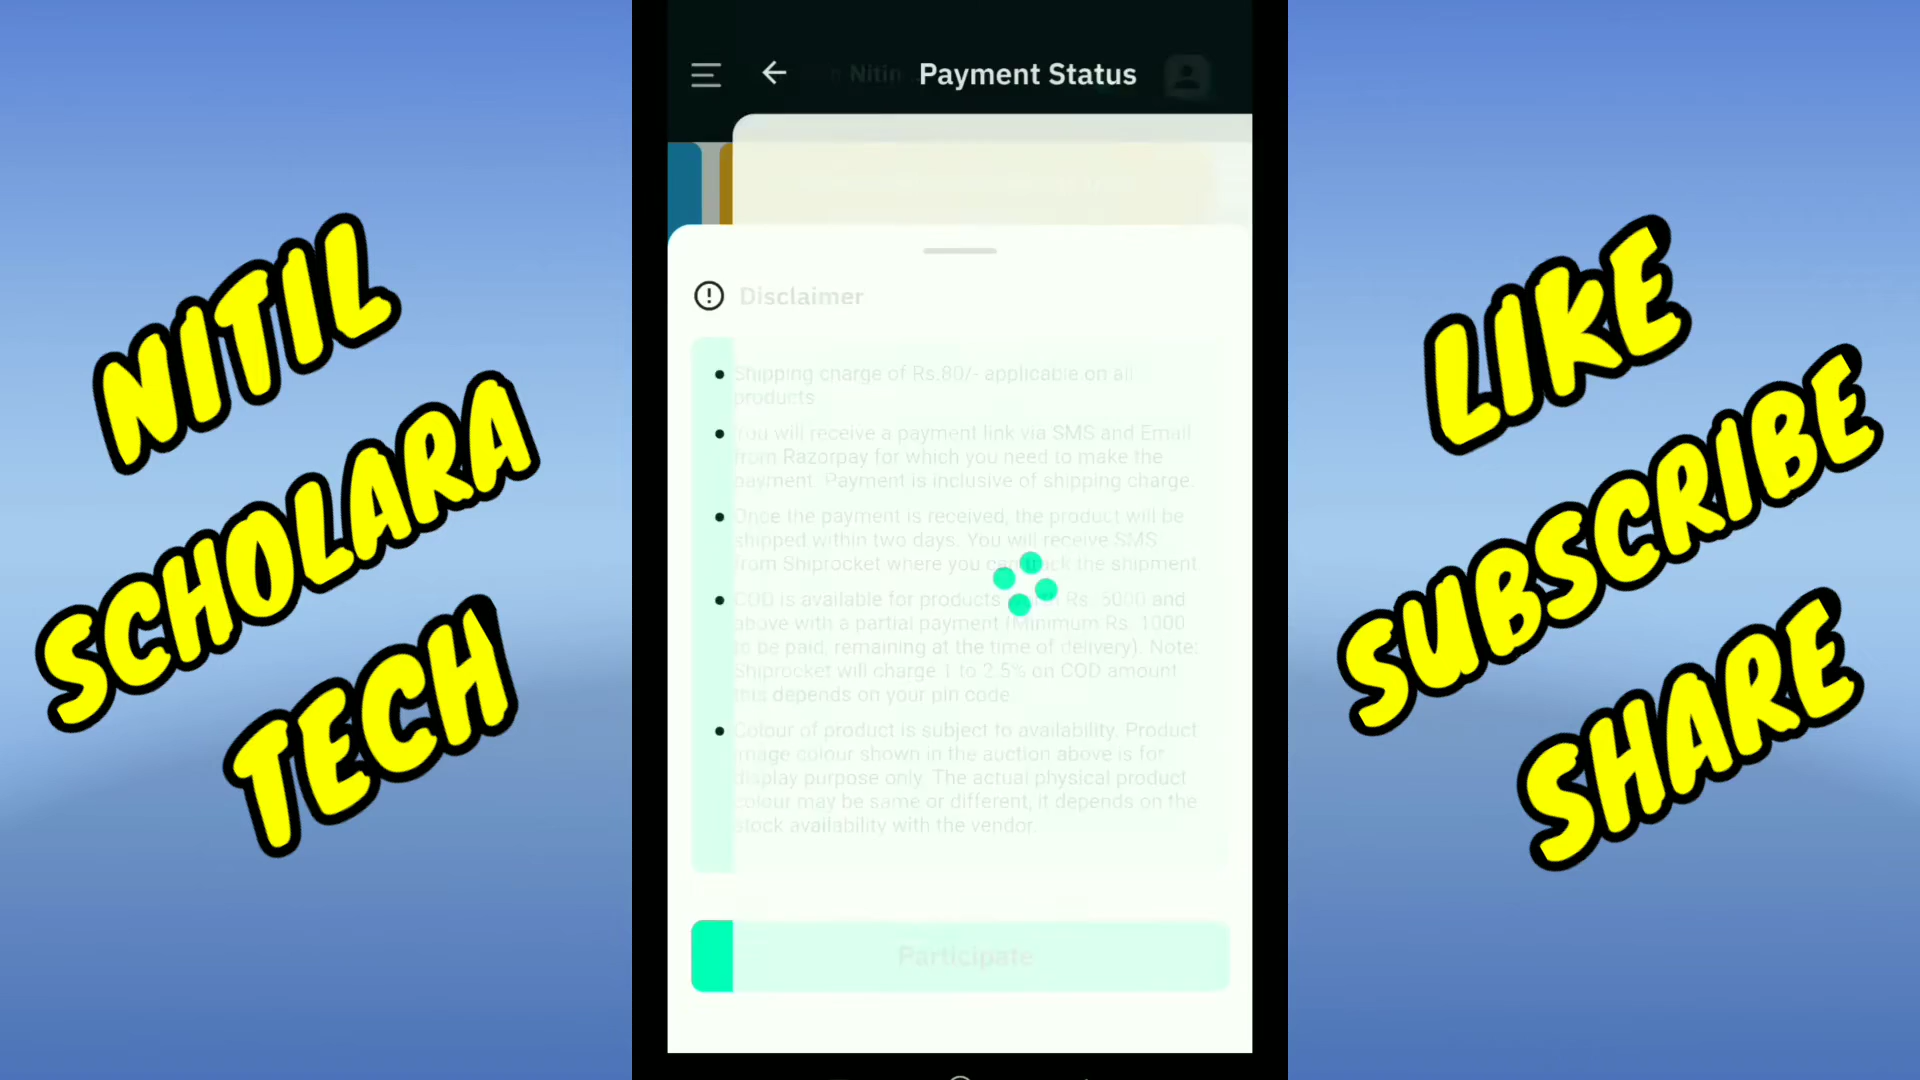 NITIL
SCHOLARA
TECH
Nitin
Payment Status
Disclaimer
Shipping charge of Rs.80/- applicable on all
products
You will receive a payment link via SMS and Email
from Razorpay for which you need to make the
payment. Payment is inclusive of shipping charge.
Once the payment is received, the product will be
shipped within two days. You will receive SMS
from Shiprocket where you can track the shipment
COD is available for products Rs. 5000 and
above with a partial payment (minimum Rs. 1000
to be paid, remaining at the time of delivery). Note:
Shiprocket will charge 1 to 2.5% on COD amount
this depends on your pin code
Colour of product is subject to availability. Product
image colour shown in the auction above is for
display purpose only. The actual physical product
colour may be same or different, it depends on the
stock availability with the vendor.
Participate
LIKE
SUBSCRIBE
SHARE